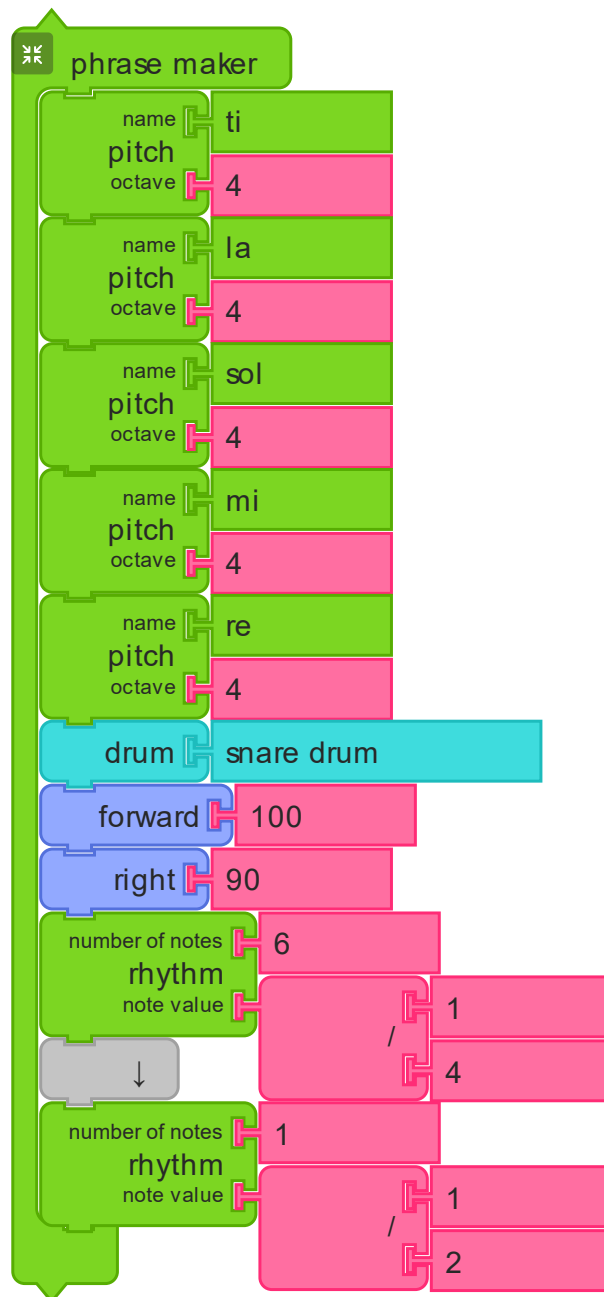 phrase maker
name ti
pitch
octave 4
name la
pitch
octave 4
name sol
pitch
octave 4
name mi
pitch
octave 4
name re
pitch
octave 4
drum snare drum
forward 100
right 90
number of notes 6
rhythm
note value 1
/
4
↓
number of notes 1
rhythm
note value 1
/
2